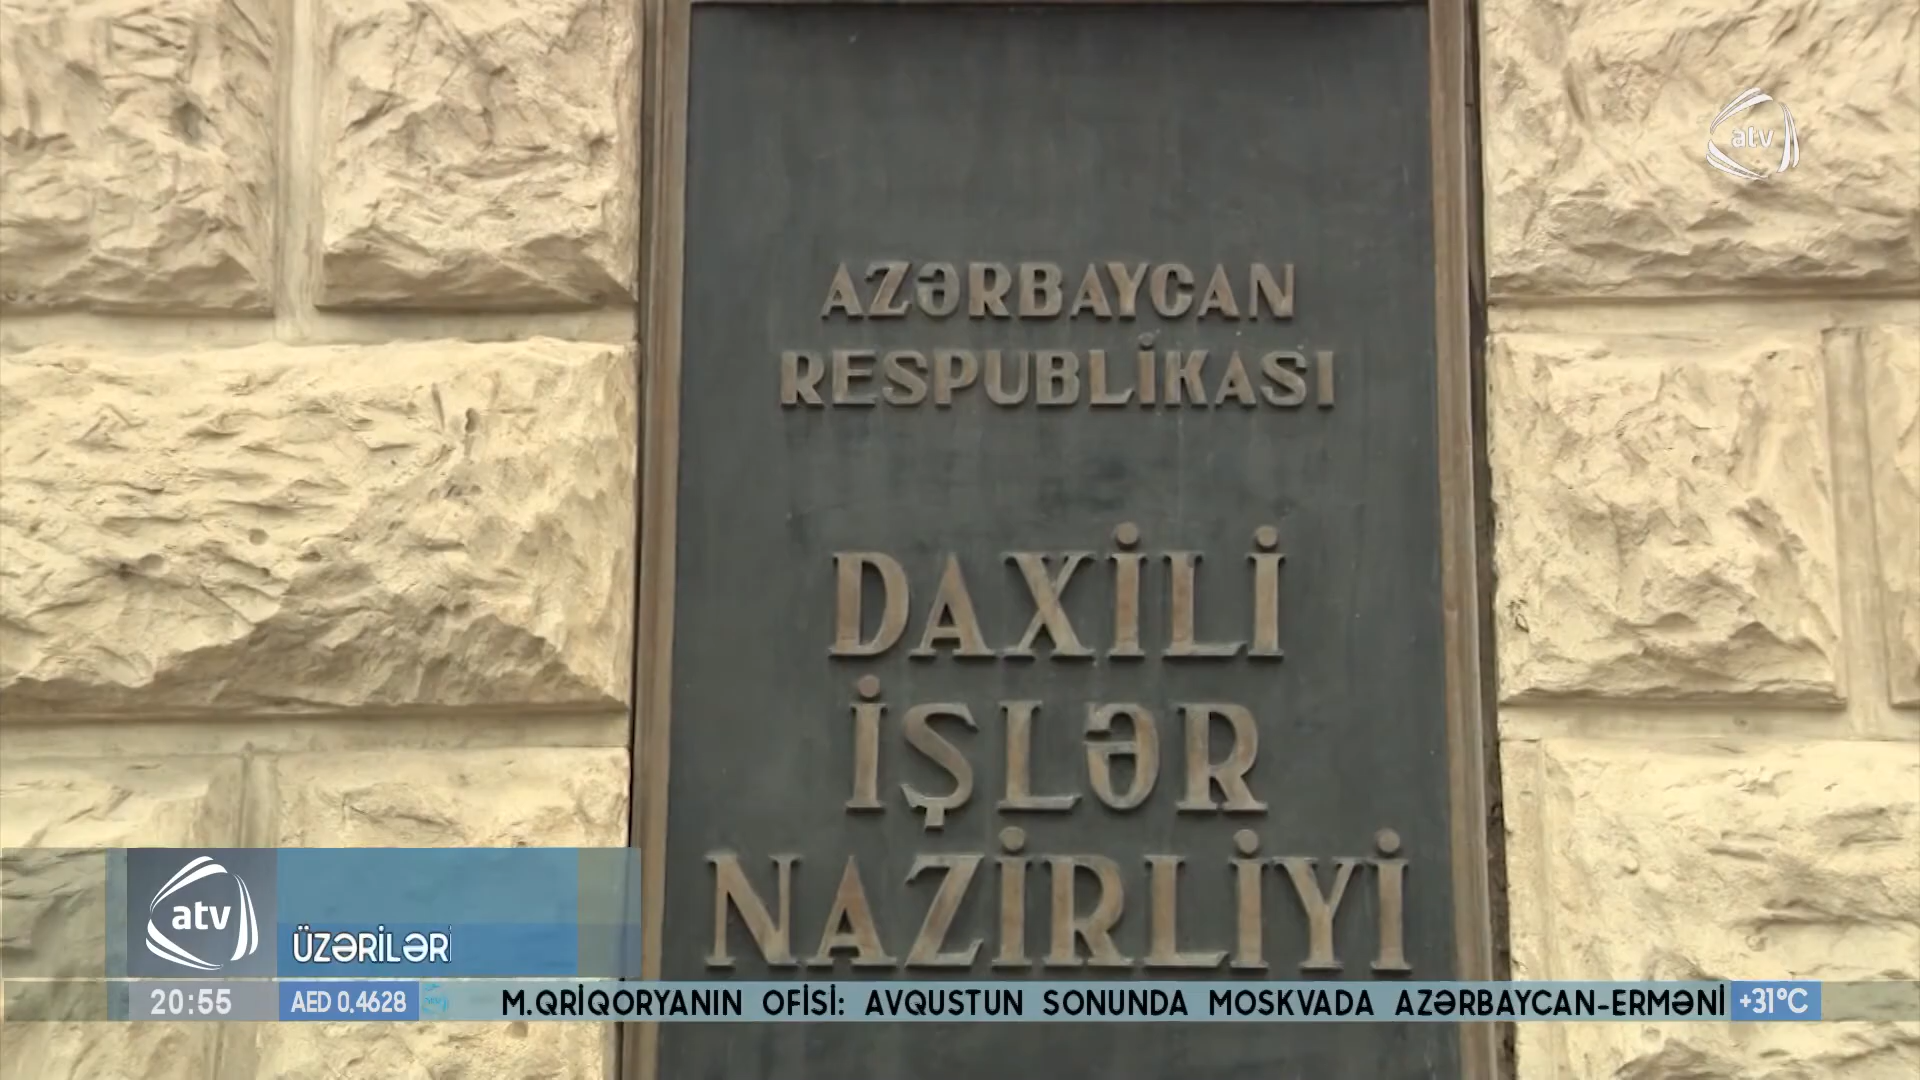 atv
AZƏRBAYCAN
RESPUBLİKASI
DAXİLİ
İŞLƏR
NAZİRLİYİ
atv
ÜZƏRİLƏRİ
20:55
AED 0.4628
M.QRİQORYANIN OFİSİ: AVQUSTUN SONUNDA MOSKVADA AZƏRBAYCAN-ERMƏNİ
+31°C